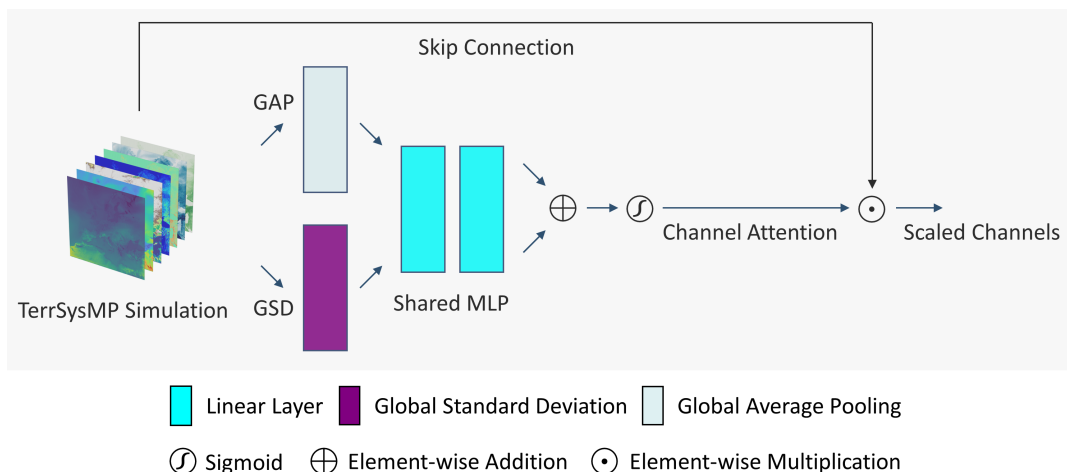 Skip Connection
GAP
GSD
TerrSysMP Simulation
Shared MLP
Channel Attention
Scaled Channels
Linear Layer
Global Standard Deviation
Global Average Pooling
Sigmoid
Element-wise Addition
Element-wise Multiplication